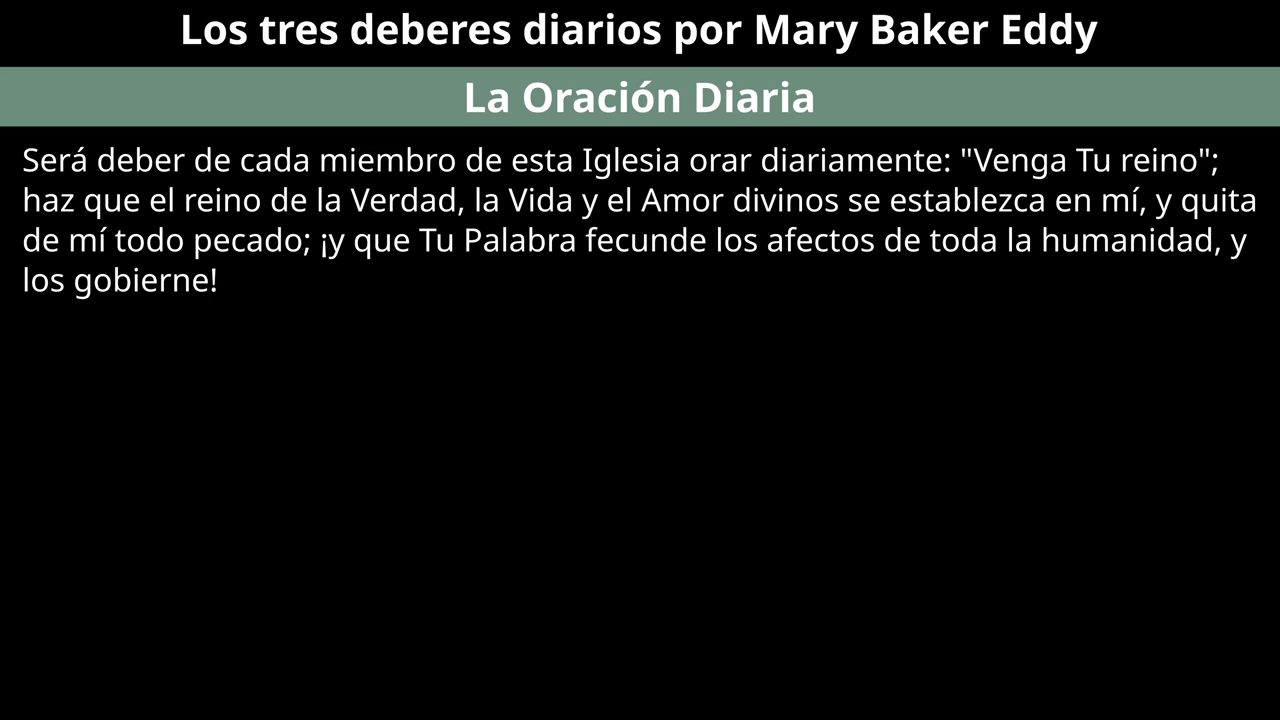 Los tres deberes diarios por Mary Baker Eddy
La Oración Diaria
Será deber de cada miembro de esta Iglesia orar diariamente: "Venga Tu reino";
haz que el reino de la Verdad, la Vida y el Amor divinos se establezca en mí, y quita
de mí todo pecado; ¡y que Tu Palabra fecunde los afectos de toda la humanidad, y
los gobierne!